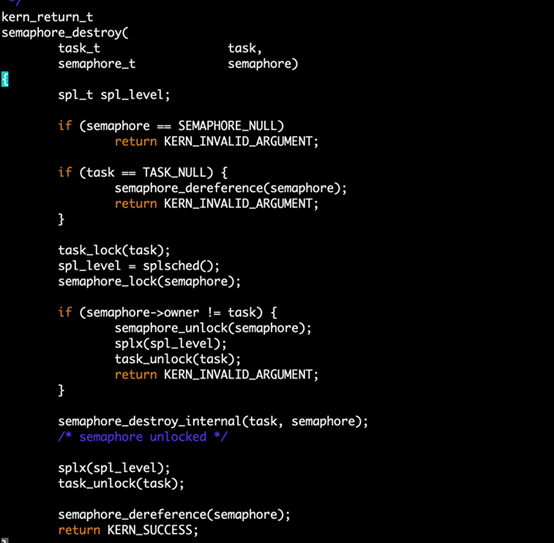 */
kern_return_t
semaphore_destroy(
        task_t                  task,
        semaphore_t             semaphore)
{
        spl_t spl_level;

        if (semaphore == SEMAPHORE_NULL)
                return KERN_INVALID_ARGUMENT;

        if (task == TASK_NULL) {
                semaphore_dereference(semaphore);
                return KERN_INVALID_ARGUMENT;
        }

        task_lock(task);
        spl_level = splsched();
        semaphore_lock(semaphore);

        if (semaphore->owner != task) {
                semaphore_unlock(semaphore);
                splx(spl_level);
                task_unlock(task);
                return KERN_INVALID_ARGUMENT;
        }

        semaphore_destroy_internal(task, semaphore);
        /* semaphore unlocked */

        splx(spl_level);
        task_unlock(task);

        semaphore_dereference(semaphore);
        return KERN_SUCCESS;
}